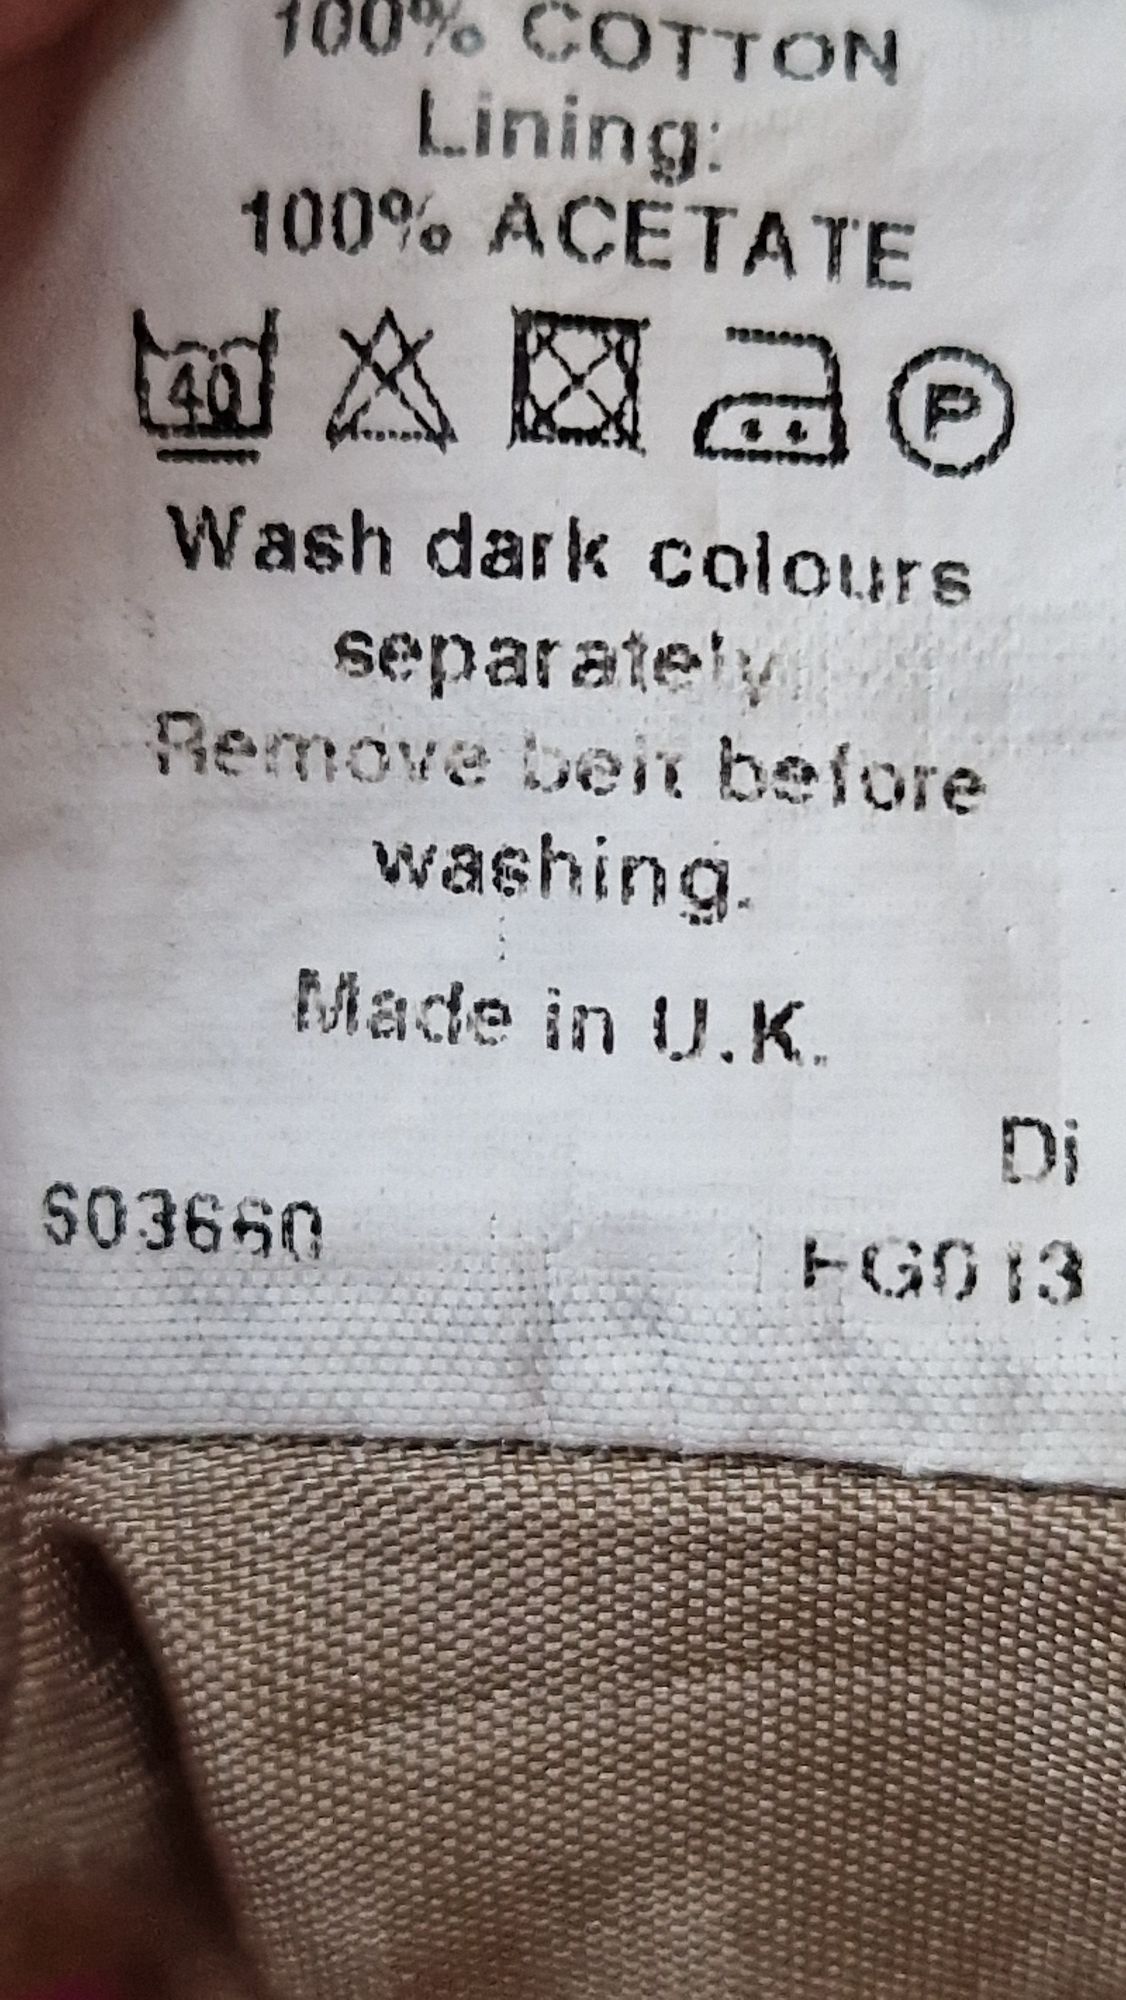 100% COTTON
Lining:
100% ACETATE
40 P
Wash dark colours
separately
Remove belt before
washing.
Made in U.K.
Di
S03660 FG013